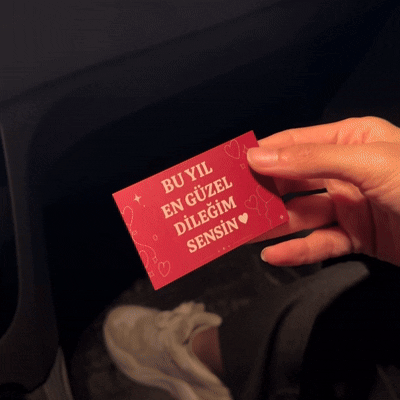 BU YIL
EN GÜZEL
DİLEĞİM
SENSİN♥